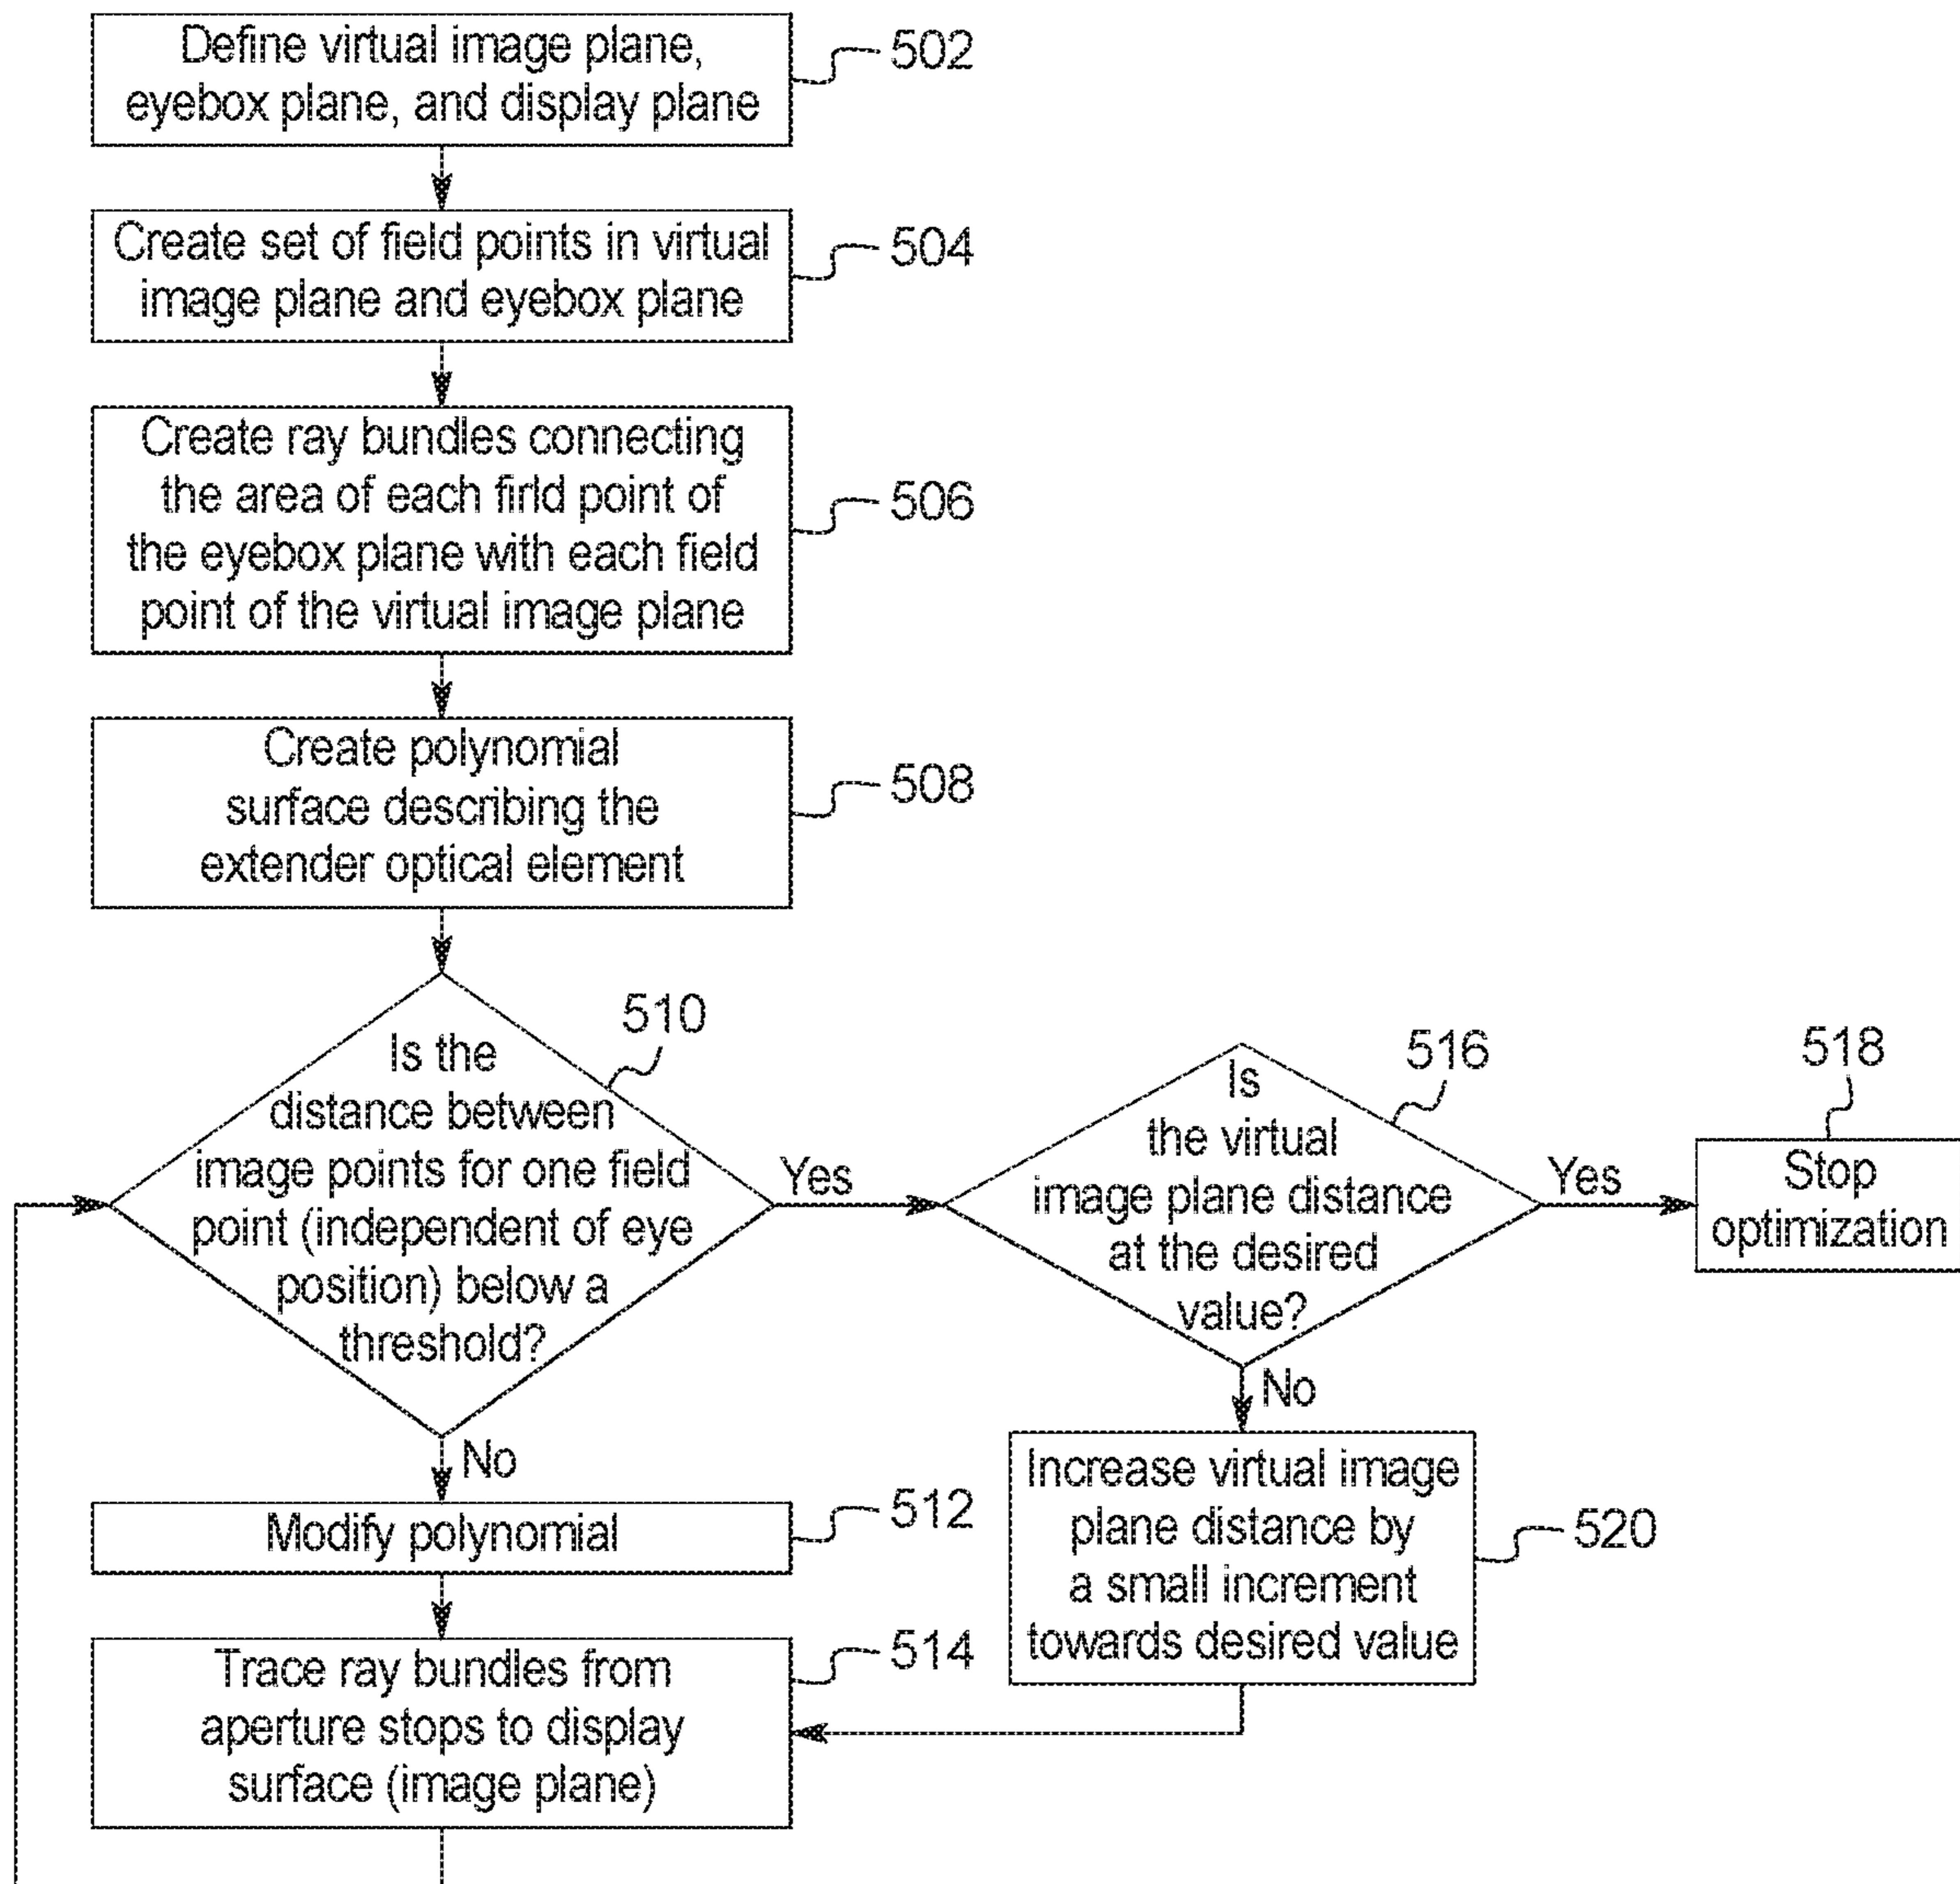 Define virtual image plane,
eyebox plane, and display plane
502
Create set of field points in virtual
image plane and eyebox plane
504
Create ray bundles connecting
the area of each firld point of
the eyebox plane with each field
point of the virtual image plane
506
Create polynomial
surface describing the
extender optical element
508
Is the
distance between
image points for one field
point (independent of eye
position) below a
threshold?
510
Yes
No
Is
the virtual
image plane distance
at the desired
value?
516
Yes
No
518
Stop
optimization
Modify polynomial
512
Trace ray bundles from
aperture stops to display
surface (image plane)
514
Increase virtual image
plane distance by
a small increment
towards desired value
520